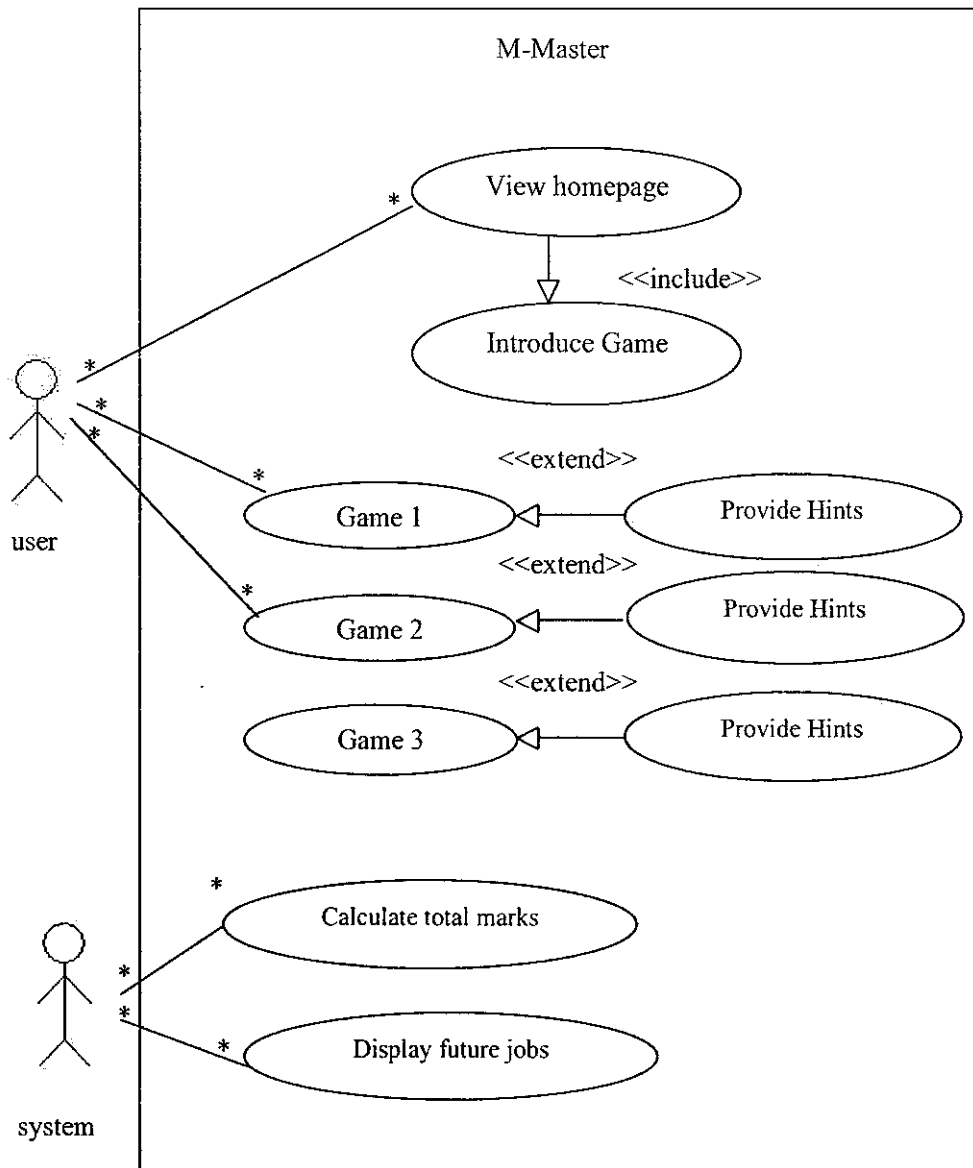 M-Master
View homepage
*
<<include>>
Introduce Game
*
*
*
*
*
user
<<extend>>
Game 1
Provide Hints
<<extend>>
Game 2
Provide Hints
<<extend>>
Game 3
Provide Hints
*
Calculate total marks
*
*
*
Display future jobs
system